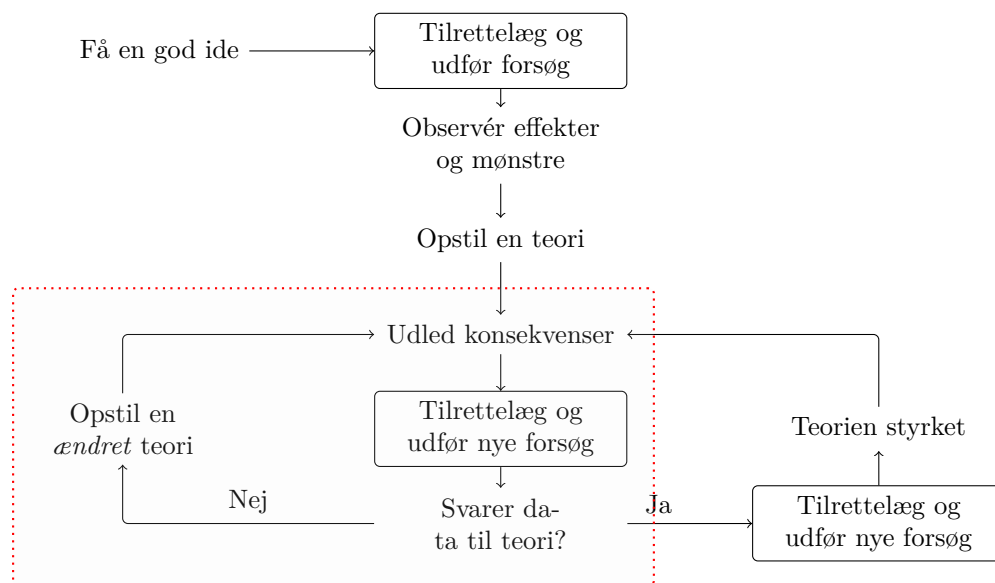 Få en god ide
Tilrettelæg og
udfør forsøg
Observér effekter
og mønstre
Opstil en teori
Udled konsekvenser
Tilrettelæg og
udfør nye forsøg
Opstil en
ændret teori
Teorien styrket
Nej
Svarer da-
ta til teori?
Ja
Tilrettelæg og
udfør nye forsøg